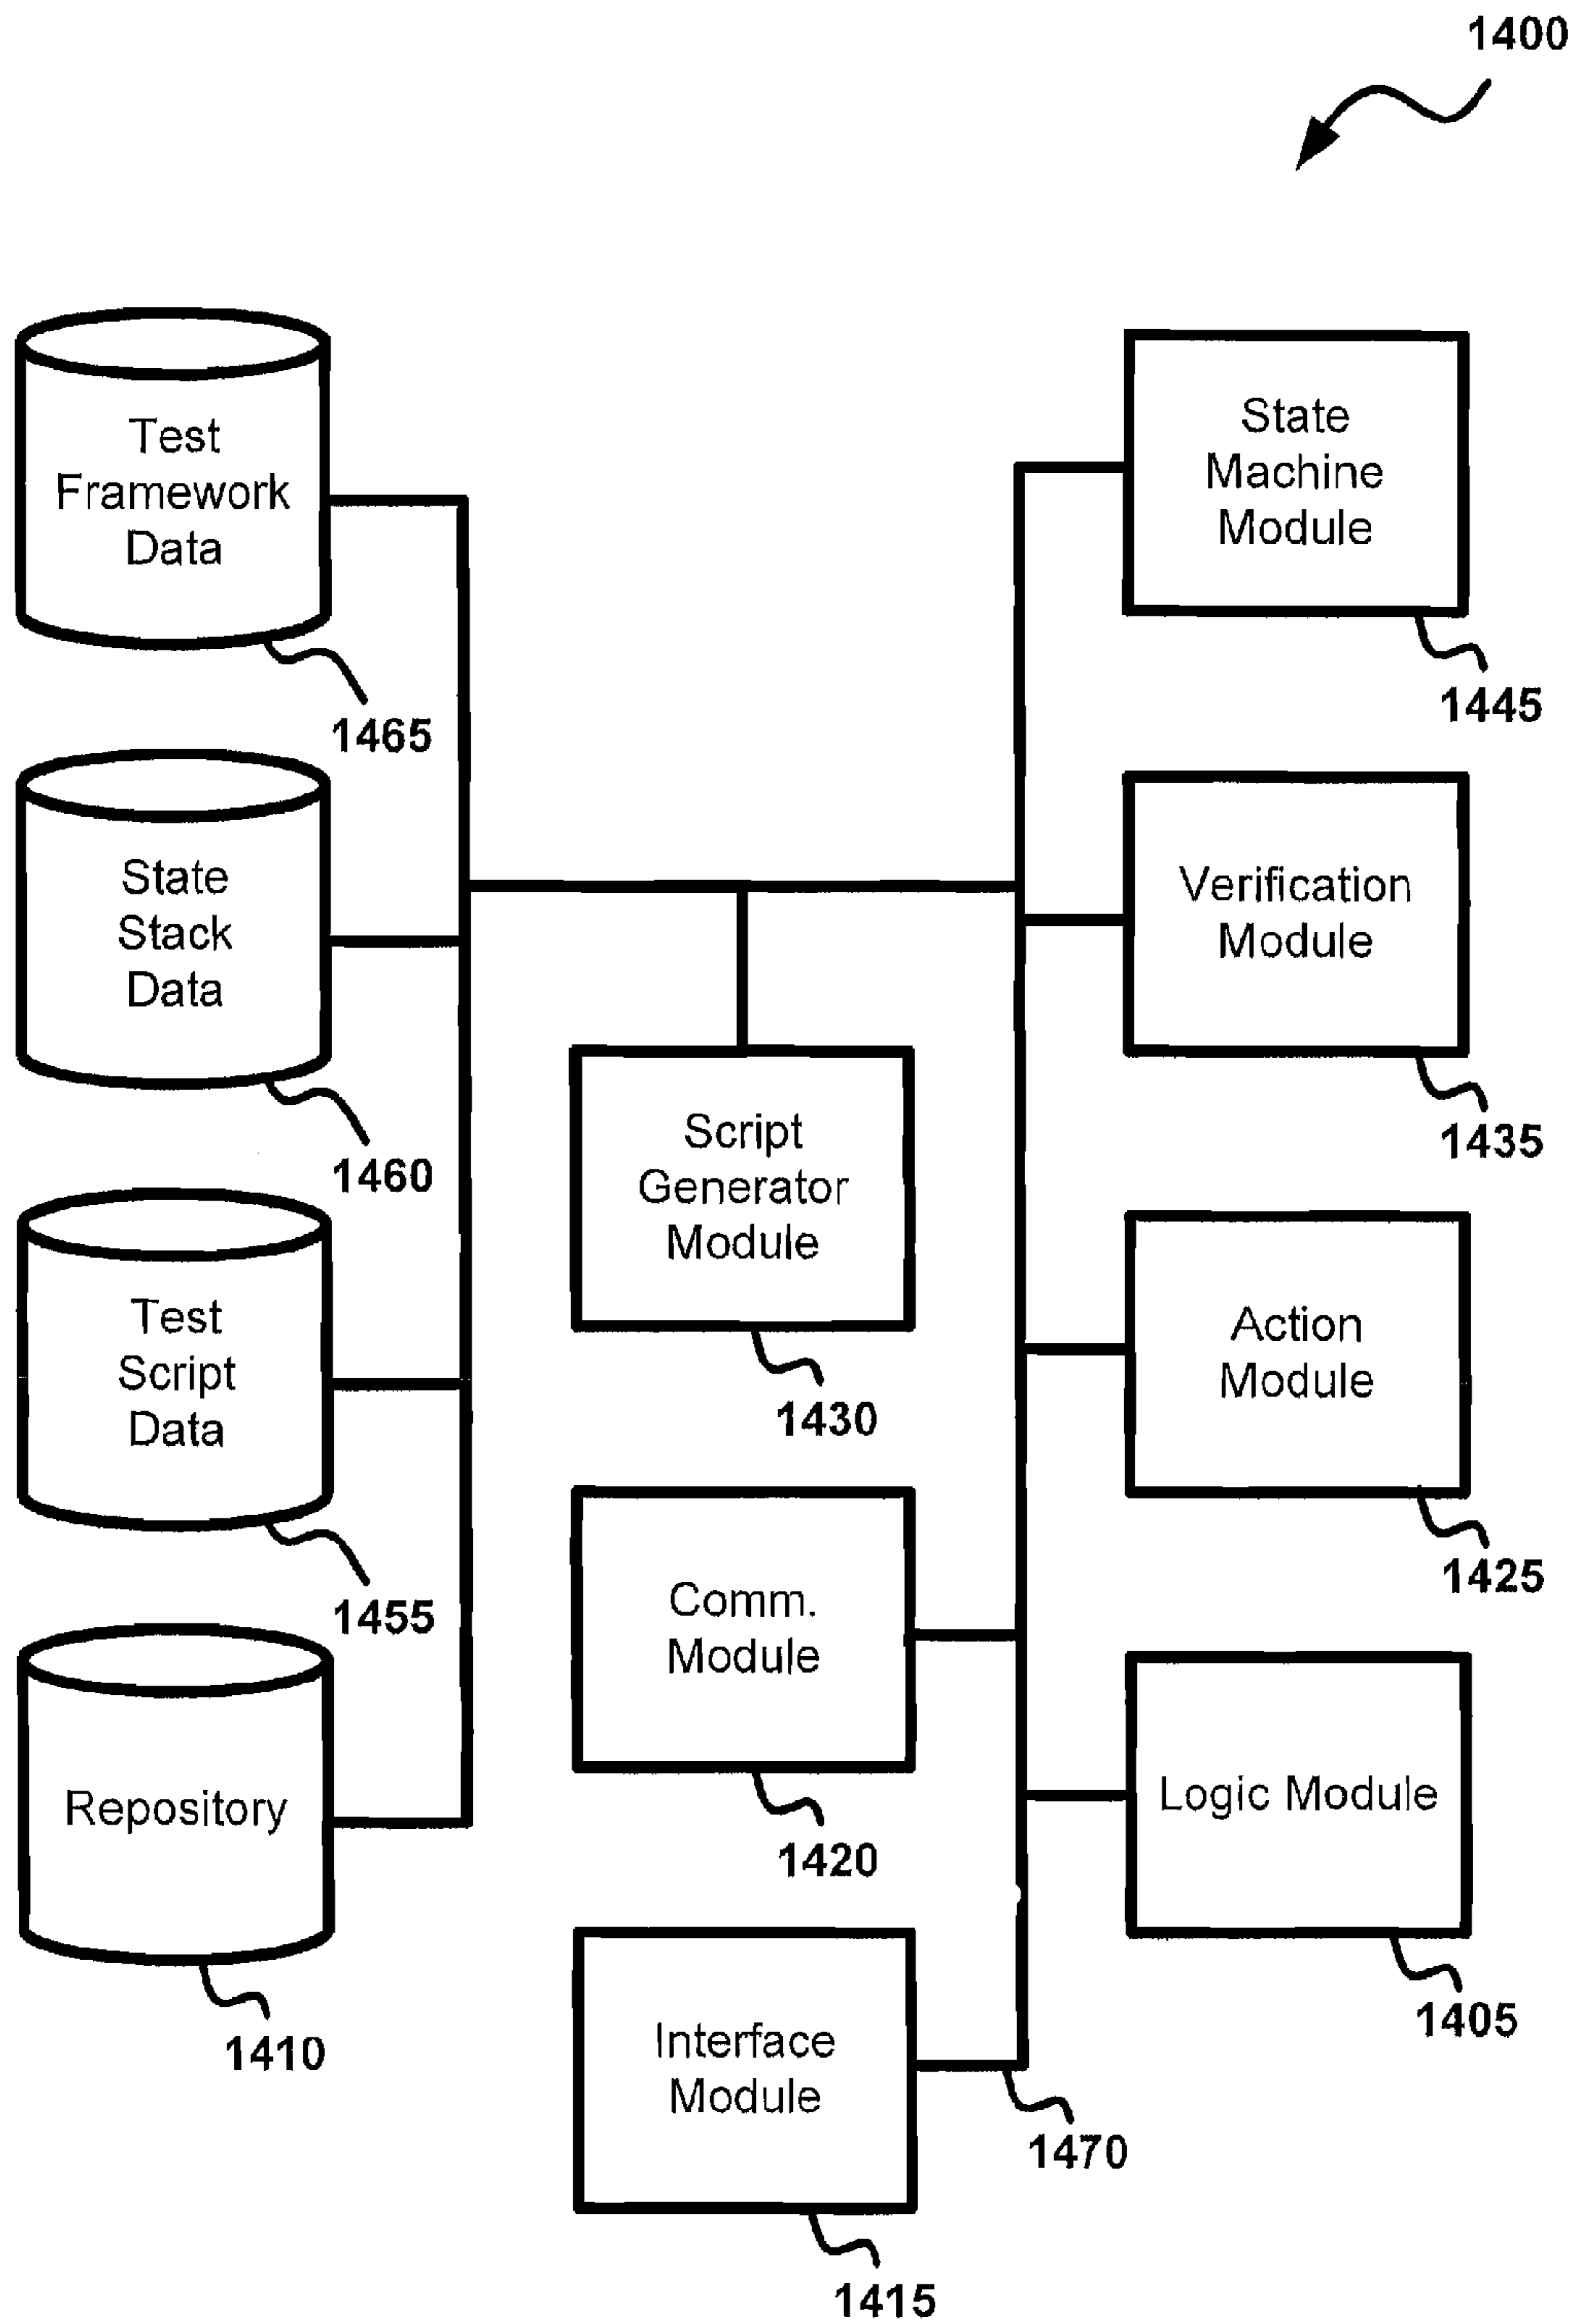 1400
Test
Framework
Data
1465
State
Stack
Data
1460
Test
Script
Data
1455
Repository
1410
Script
Generator
Module
1430
Comm.
Module
1420
Interface
Module
1415
1470
State
Machine
Module
1445
Verification
Module
1435
Action
Module
1425
Logic Module
1405